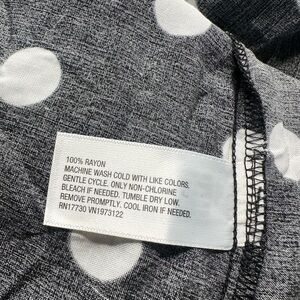 100% RAYON
MACHINE WASH COLD WITH LIKE COLORS.
GENTLE CYCLE. ONLY NON-CHLORINE
BLEACH IF NEEDED. TUMBLE DRY LOW.
REMOVE PROMPTLY. COOL IRON IF NEEDED.
RN17730 VN1973122